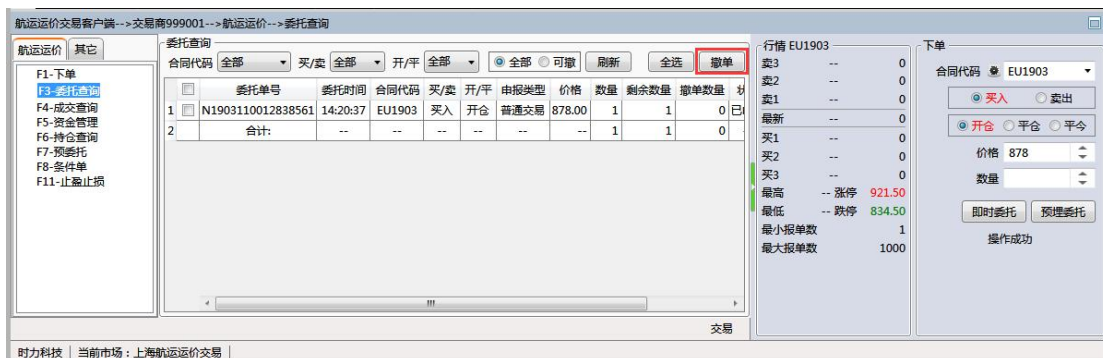 航运运价交易客户端-->交易商999001-->航运运价-->委托查询
航运运价 其它
F1-下单
F3-委托查询
F4-成交查询
F5-资金管理
F6-持仓查询
F7-预委托
F8-条件单
F11-止盈止损
委托查询
合同代码 全部 买/卖 全部 开/平 全部 全部 可撤 刷新 全选 撤单
委托单号 委托时间 合同代码 买/卖 开/平 申报类型 价格 数量 剩余数量 撤单数量
1 N1903110012838561 14:20:37 EU1903 买入 开仓 普通交易 878.00 1 1 0
2 合计: -- -- -- -- -- -- 1 1 0
交易
行情 EU1903
卖3 -- 0
卖2 -- 0
卖1 -- 0
最新 -- 0
买1 -- 0
买2 -- 0
买3 -- 0
最高 -- 涨停 921.50
最低 -- 跌停 834.50
最小报单数 1
最大报单数 1000
下单
合同代码 EU1903
买入 卖出
开仓 平仓 平今
价格 878
数量
即时委托 预埋委托
操作成功
时力科技 当前市场：上海航运运价交易